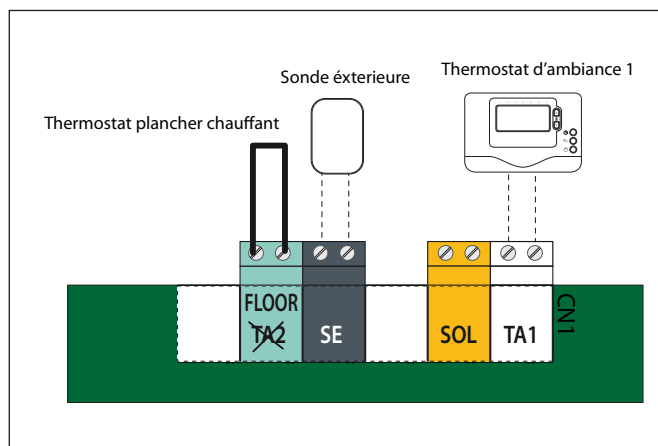 Sonde éxterieure
Thermostat d’ambiance 1
Thermostat plancher chauffant
FLOOR
TA2
SE
SOL
TA1
CN1